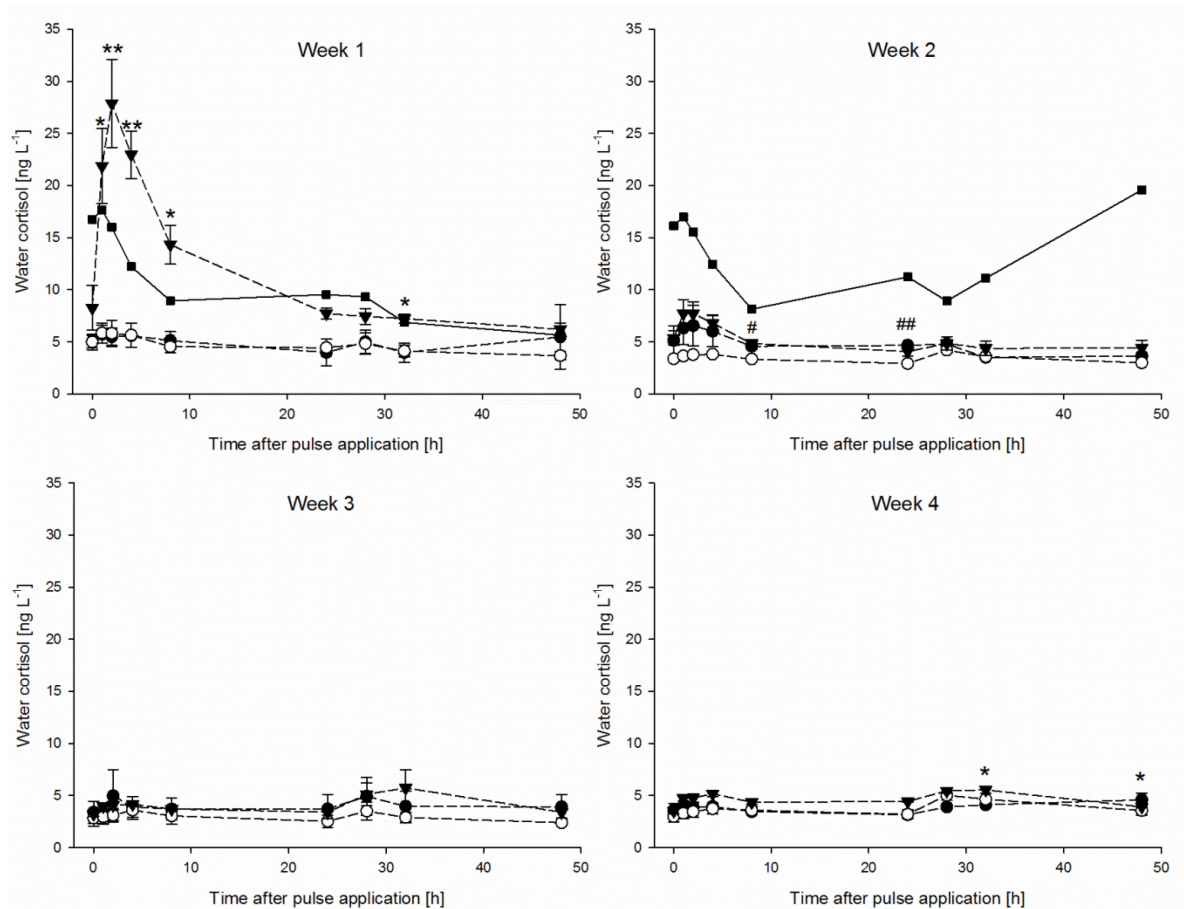 Week 1
**
*
**
*
*
35
30
25
20
15
10
5
0
Water cortisol [ng L⁻¹]
0 10 20 30 40 50
Time after pulse application [h]
Week 2
#
##
35
30
25
20
15
10
5
0
Water cortisol [ng L⁻¹]
0 10 20 30 40 50
Time after pulse application [h]
Week 3
35
30
25
20
15
10
5
0
Water cortisol [ng L⁻¹]
0 10 20 30 40 50
Time after pulse application [h]
Week 4
*
*
35
30
25
20
15
10
5
0
Water cortisol [ng L⁻¹]
0 10 20 30 40 50
Time after pulse application [h]